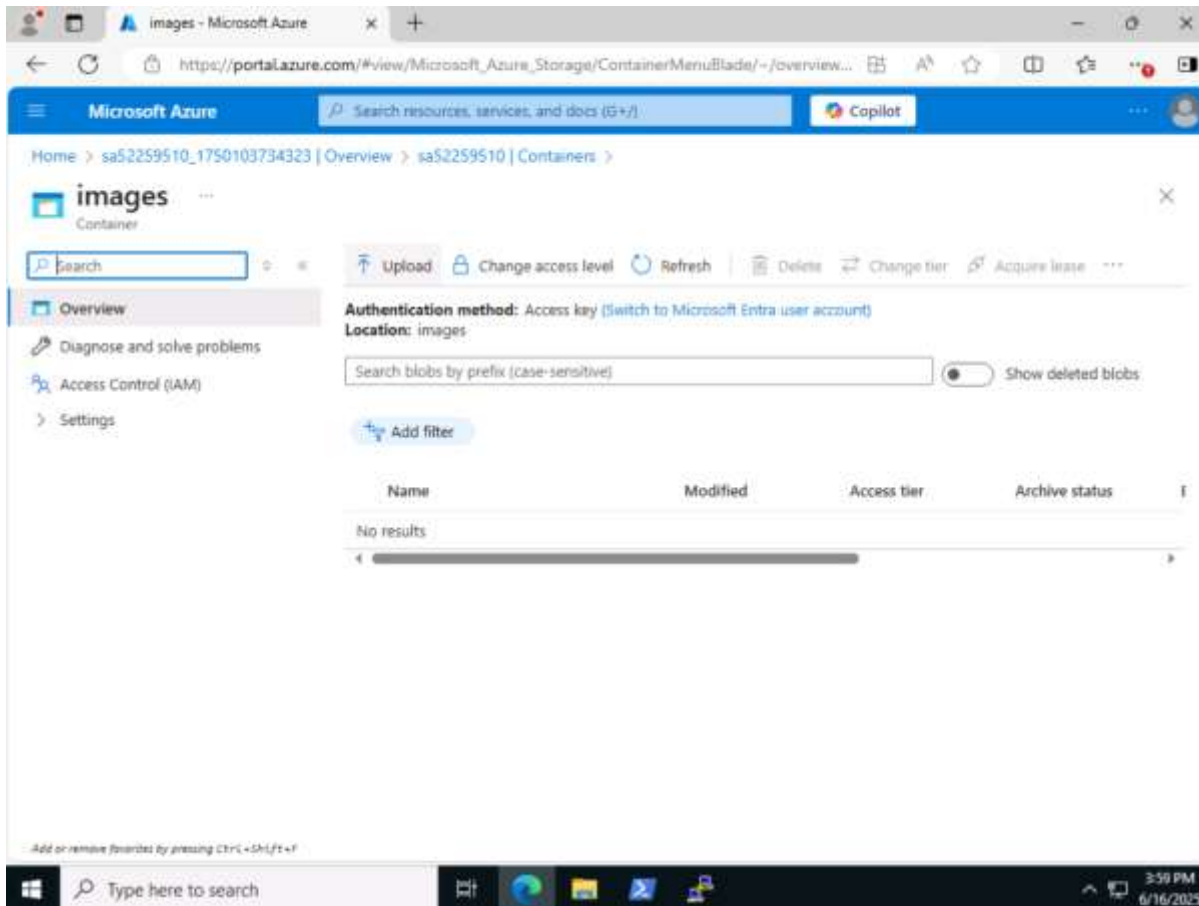 images - Microsoft Azure
https://portal.azure.com/#view/Microsoft_Azure_Storage/ContainerMenuBlade/~/overview...
Microsoft Azure
Search resources, services, and docs (G+/)
Copilot
Home > sa52259510_1750103734323 | Overview > sa52259510 | Containers >
images
Container
Search
Upload
Change access level
Refresh
Delete
Change tier
Acquire lease
Overview
Diagnose and solve problems
Access Control (IAM)
Settings
Authentication method: Access key (Switch to Microsoft Entra user account)
Location: images
Search blobs by prefix (case-sensitive)
Show deleted blobs
Add filter
Name Modified Access tier Archive status
No results
Add or remove favorites by pressing Ctrl+Shift+F
Type here to search
3:59 PM
6/16/202